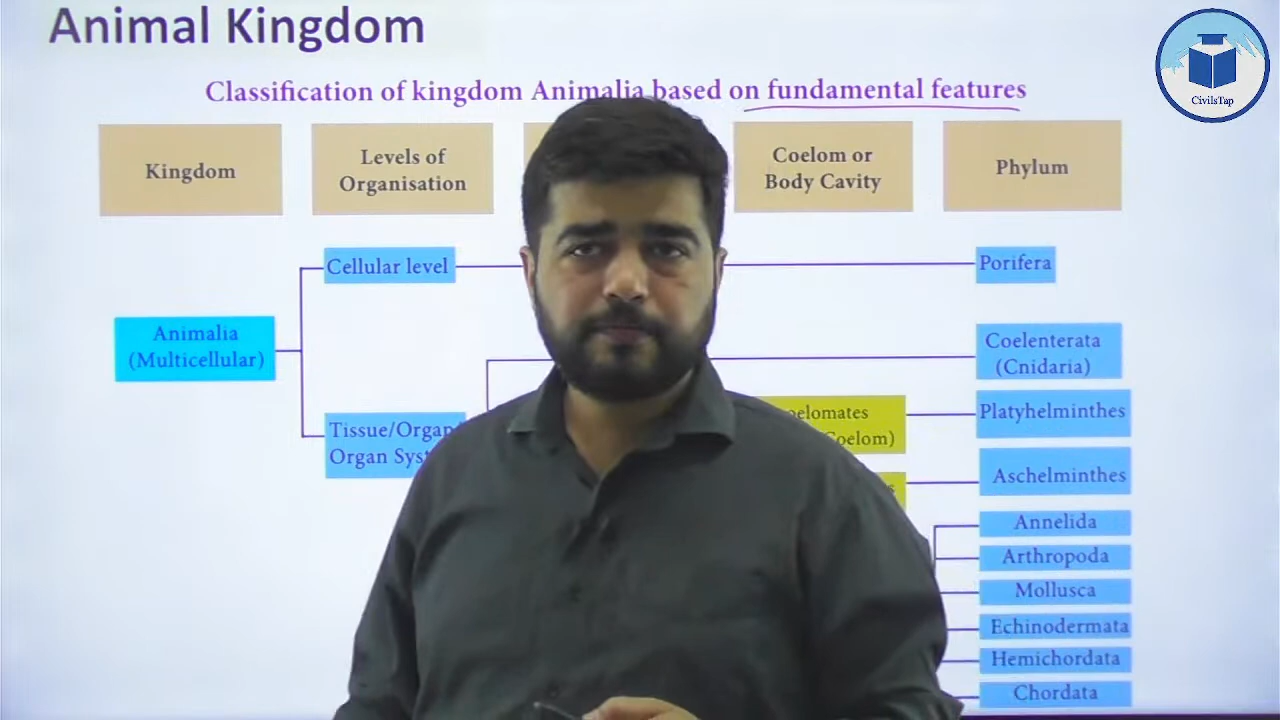 Animal Kingdom
CivilsTap
Classification of kingdom Animalia based on fundamental features
Kingdom
Levels of
Organisation
Coelom or
Body Cavity
Phylum
Cellular level
Porifera
Animalia
(Multicellular)
Coelenterata
(Cnidaria)
Tissue/Organ
Organ
Platyhelminthes
Aschelminthes
Annelida
Arthropoda
Mollusca
Echinodermata
Hemichordata
Chordata